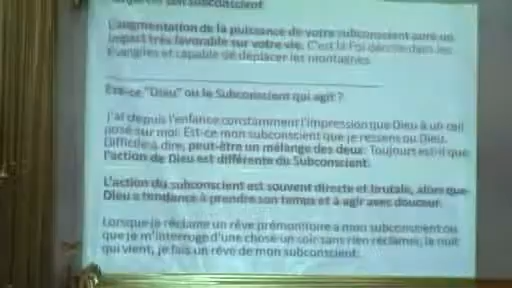 son subconscient
L'augmentation de la puissance de votre subconscient aura un
impact très favorable sur votre vie. C'est la Foi décrite dans les
Evangiles et capable de déplacer les montagnes.
Est-ce "Dieu" ou le Subconscient qui agit ?
J'ai depuis l'enfance constamment l'impression que Dieu a un œil
posé sur moi. Est-ce mon subconscient que je ressens ou Dieu.
Difficile à dire, peut-être un mélange des deux. Toujours est-il que
l'action de Dieu est différente du Subconscient.
L'action du subconscient est souvent directe et brutale, alors que
Dieu a tendance à prendre son temps et à agir avec douceur.
Lorsque je réclame un rêve prémonitoire à mon subconscient ou
que je m'interroge d'une chose un soir sans rien réclamer, la nuit
qui vient, je fais un rêve de mon subconscient.